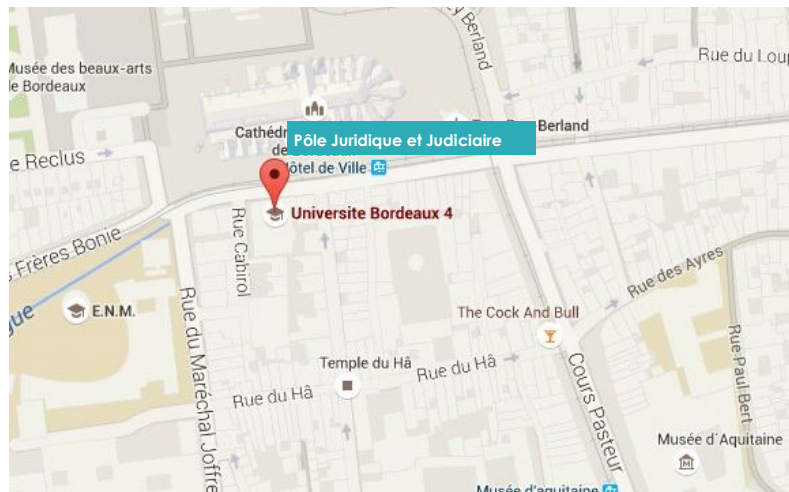 Berland
Rue du Loup
Musée des beaux-arts
de Bordeaux
Cathédr
Berland
Pôle Juridique et Judiciaire
de
Hôtel de Ville
e Reclus
Universite Bordeaux 4
s Frères Bonie
Rue Cabirol
Rue des Ayres
E.N.M.
The Cock And Bull
Rue du Maréchal Joffre
Temple du Hâ
Rue du Hâ
Rue du Hâ
Cours Pasteur
Rue Paul Bert
Musée d'Aquitaine
Musée d'aquitaine